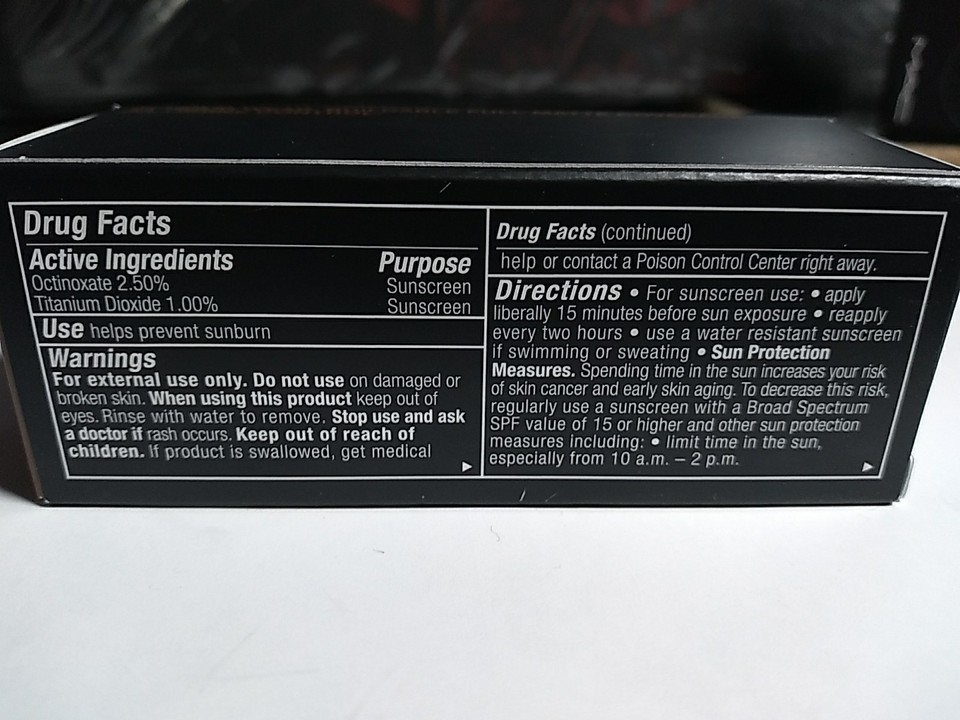 Drug Facts
Active Ingredients Purpose
Octinoxate 2.50% Sunscreen
Titanium Dioxide 1.00% Sunscreen
Use helps prevent sunburn
Warnings
For external use only. Do not use on damaged or
broken skin. When using this product keep out of
eyes. Rinse with water to remove. Stop use and ask
a doctor if rash occurs. Keep out of reach of
children. If product is swallowed, get medical
Drug Facts (continued)
help or contact a Poison Control Center right away.
Directions • For sunscreen use: • apply
liberally 15 minutes before sun exposure • reapply
every two hours • use a water resistant sunscreen
if swimming or sweating • Sun Protection
Measures. Spending time in the sun increases your risk
of skin cancer and early skin aging. To decrease this risk,
regularly use a sunscreen with a Broad Spectrum
SPF value of 15 or higher and other sun protection
measures including: • limit time in the sun,
especially from 10 a.m. – 2 p.m.